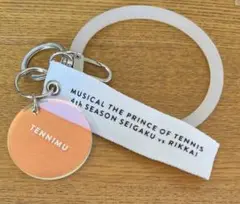 MUSICAL THE PRINCE OF TENNIS
4th SEASON SEIGAKU vs. RIKKAI
TENNIMU